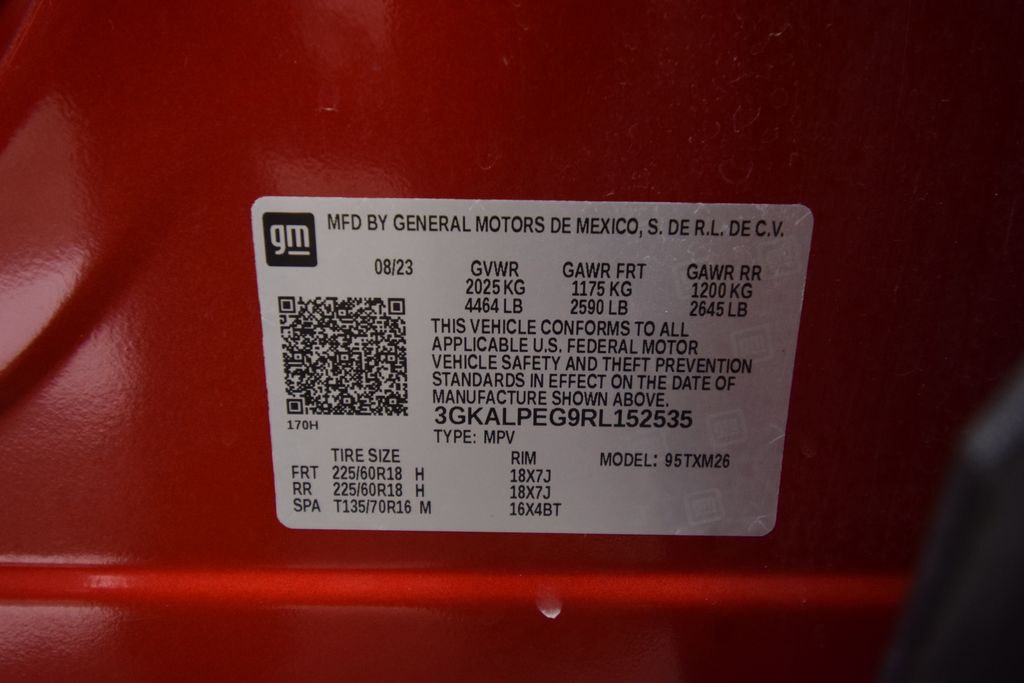 gm
MFD BY GENERAL MOTORS DE MEXICO, S. DE R.L. DE C.V.
08/23 GVWR GAWR FRT GAWR RR
2025 KG 1175 KG 1200 KG
4464 LB 2590 LB 2645 LB
THIS VEHICLE CONFORMS TO ALL
APPLICABLE U.S. FEDERAL MOTOR
VEHICLE SAFETY AND THEFT PREVENTION
STANDARDS IN EFFECT ON THE DATE OF
MANUFACTURE SHOWN ABOVE.
3GKALPEG9RL152535
170H
TYPE: MPV
TIRE SIZE RIM MODEL: 95TXM26
FRT 225/60R18 H 18X7J
RR 225/60R18 H 18X7J
SPA T135/70R16 M 16X4BT